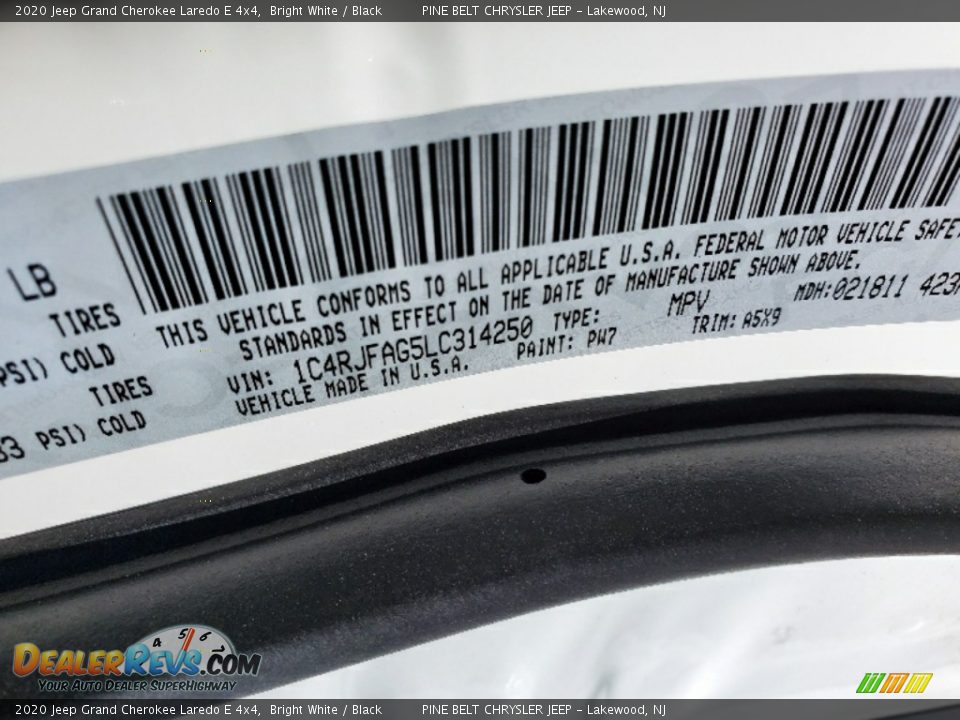 2020 Jeep Grand Cherokee Laredo E 4x4, Bright White / Black PINE BELT CHRYSLER JEEP – Lakewood, NJ
LB
TIRES
PSI) COLD
TIRES
33 PSI) COLD
THIS VEHICLE CONFORMS TO ALL APPLICABLE U.S.A. FEDERAL MOTOR VEHICLE SAFE
STANDARDS IN EFFECT ON THE DATE OF MANUFACTURE SHOWN ABOVE.
VIN: 1C4RJFAG5LC314250 TYPE: MPV MDH:021811 423
VEHICLE MADE IN U.S.A. PAINT: PW7 TRIM: A5X9
4 5 6
DEALERREVS.COM
YOUR AUTO DEALER SUPERHIGHWAY
2020 Jeep Grand Cherokee Laredo E 4x4, Bright White / Black PINE BELT CHRYSLER JEEP – Lakewood, NJ